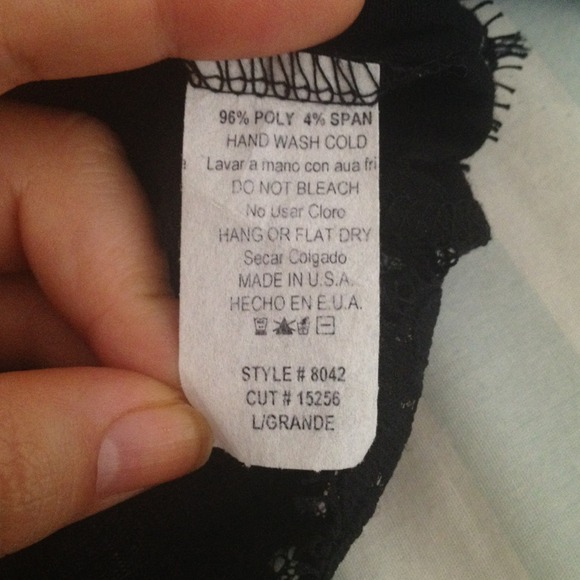 96% POLY 4% SPAN
HAND WASH COLD
Lavar a mano con aua fri
DO NOT BLEACH
No Usar Cloro
HANG OR FLAT DRY
Secar Colgado
MADE IN U.S.A.
HECHO EN E.U.A.
STYLE # 8042
CUT # 15256
L/GRANDE